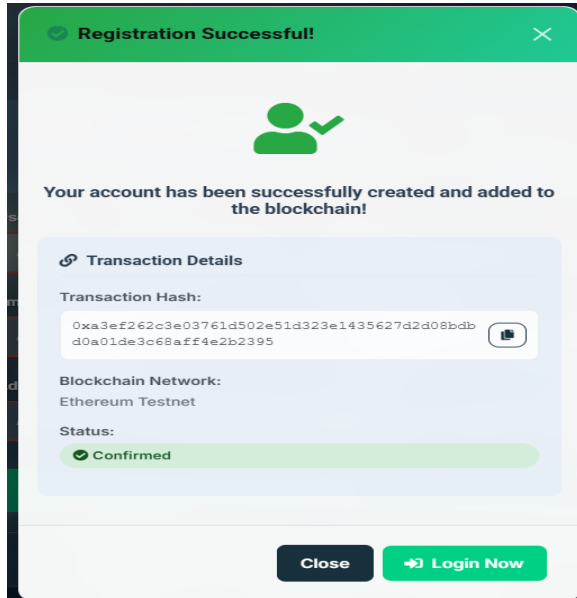 Registration Successful!
Your account has been successfully created and added to
the blockchain!
Transaction Details
Transaction Hash:
0xa3ef262c3e03761d502e51d323e1435627d2d08bdb
d0a01de3c68aff4e2b2395
Blockchain Network:
Ethereum Testnet
Status:
Confirmed
Close
Login Now